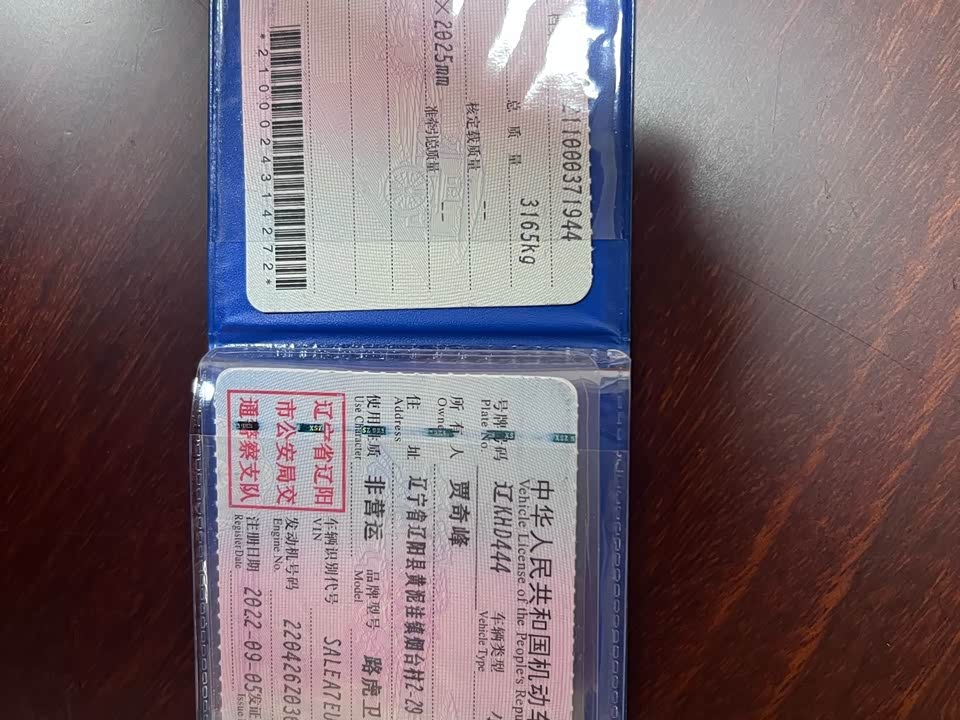 211000371944
总质量 3165kg
核定载质量 --
×2025mm 准牵引总质量 --
*2100024314272*
中华人民共和国机动车
Vehicle License of the People's Repu
号牌号码 辽KHD444 车辆类型
Plate No. Vehicle Type
所有人 贾奇峰
Owner
住址 辽宁省辽阳县黄泥洼镇烟台村2-29
Address
使用性质 非营运 品牌型号 路虎卫
Use Character Model
辽宁省辽阳
市公安局交
通警察支队
车辆识别代号 SALEA7EU
VIN
发动机号码 220426203
Engine No.
注册日期 2022-09-05 发证
Register Date Issue